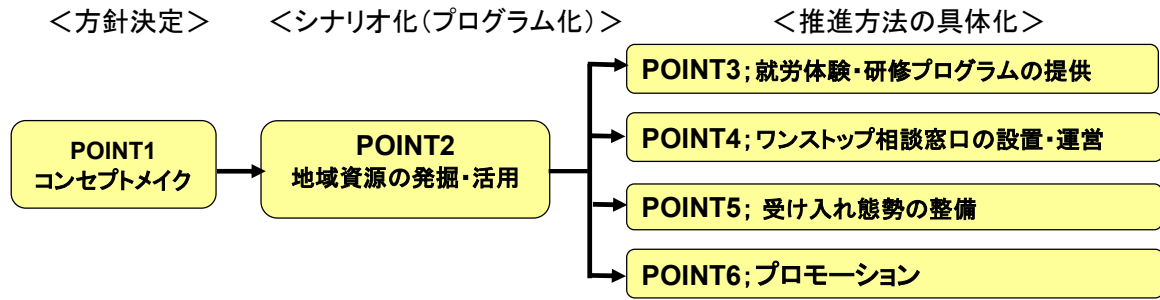 ＜方針決定＞
＜シナリオ化(プログラム化)＞
＜推進方法の具体化＞
POINT1
コンセプトメイク
POINT2
地域資源の発掘・活用
POINT3;就労体験・研修プログラムの提供
POINT4;ワンストップ相談窓口の設置・運営
POINT5; 受け入れ態勢の整備
POINT6;プロモーション